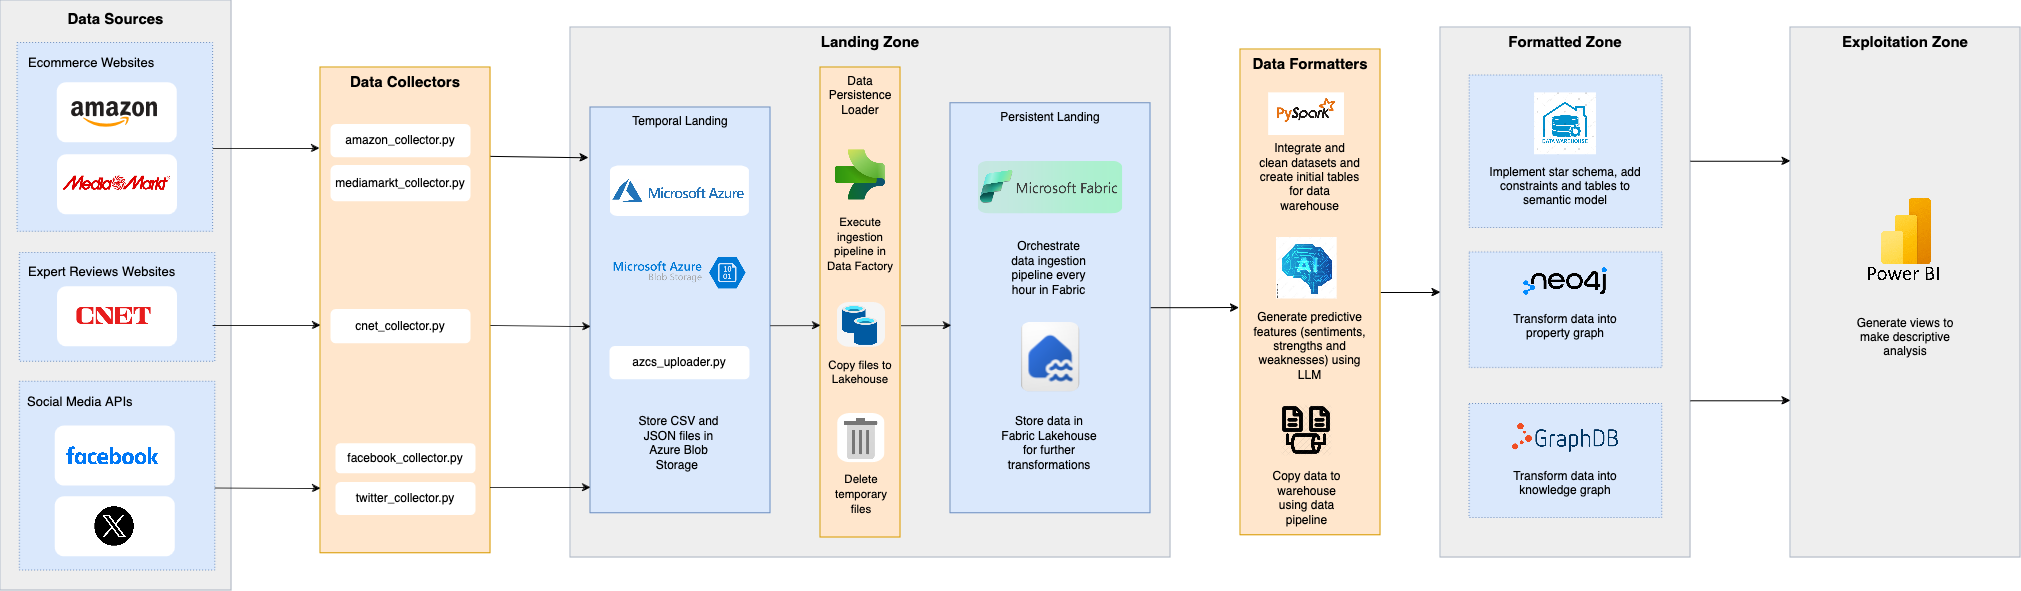 Data Sources
Ecommerce Websites
amazon
Media Markt
Expert Reviews Websites
CNET
Social Media APIs
facebook
X
Data Collectors
amazon_collector.py
mediamarkt_collector.py
cnet_collector.py
facebook_collector.py
twitter_collector.py
Landing Zone
Temporal Landing
Microsoft Azure
Microsoft Azure
Blob Storage
10
01
azcs_uploader.py
Store CSV and
JSON files in
Azure Blob
Storage
Data
Persistence
Loader
Execute
ingestion
pipeline in
Data Factory
Copy files to
Lakehouse
Delete
temporary
files
Persistent Landing
Microsoft Fabric
Orchestrate
data ingestion
pipeline every
hour in Fabric
Store data in
Fabric Lakehouse
for further
transformations
Data Formatters
PySpark
Integrate and
clean datasets and
create initial tables
for data
warehouse
AI
Generate predictive
features (sentiments,
strengths and
weaknesses) using
LLM
Copy data to
warehouse
using data
pipeline
Formatted Zone
DATA WAREHOUSE
Implement star schema, add
constraints and tables to
semantic model
neo4j
Transform data into
property graph
GraphDB
Transform data into
knowledge graph
Exploitation Zone
Power BI
Generate views to
make descriptive
analysis